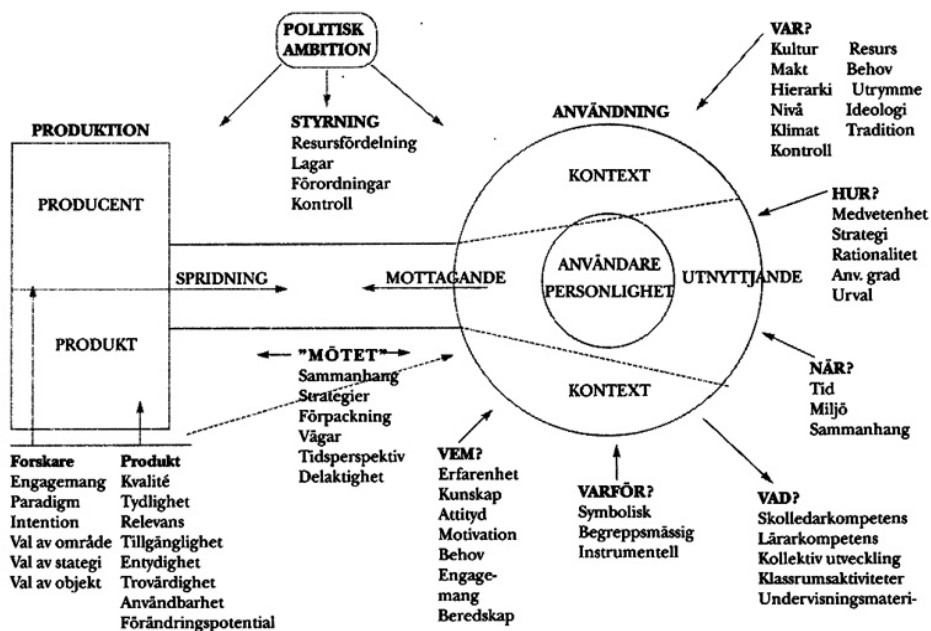 POLITISK
AMBITION
STYRNING
Resursfördelning
Lagar
Förordningar
Kontroll
PRODUKTION
PRODUCENT
PRODUKT
SPRIDNING
MOTTAGANDE
"MÖTET"
Sammanhang
Strategier
Förpackning
Vägar
Tidsperspektiv
Delaktighet
Forskare
Engagemang
Paradigm
Intention
Val av område
Val av stategi
Val av objekt
Produkt
Kvalité
Tydlighet
Relevans
Tillgänglighet
Entydighet
Trovärdighet
Användbarhet
Förändringspotential
ANVÄNDNING
KONTEXT
ANVÄNDARE
PERSONLIGHET
UTNYTTJANDE
KONTEXT
VAR?
Kultur Resurs
Makt Behov
Hierarki Utrymme
Nivå Ideologi
Klimat Tradition
Kontroll
HUR?
Medvetenhet
Strategi
Rationalitet
Anv. grad
Urval
NÄR?
Tid
Miljö
Sammanhang
VEM?
Erfarenhet
Kunskap
Attityd
Motivation
Behov
Engage-
mang
Beredskap
VARFÖR?
Symbolisk
Begreppsmässig
Instrumentell
VAD?
Skolledarkompetens
Lärarkompetens
Kollektiv utveckling
Klassrumsaktiviteter
Undervisningsmateri-